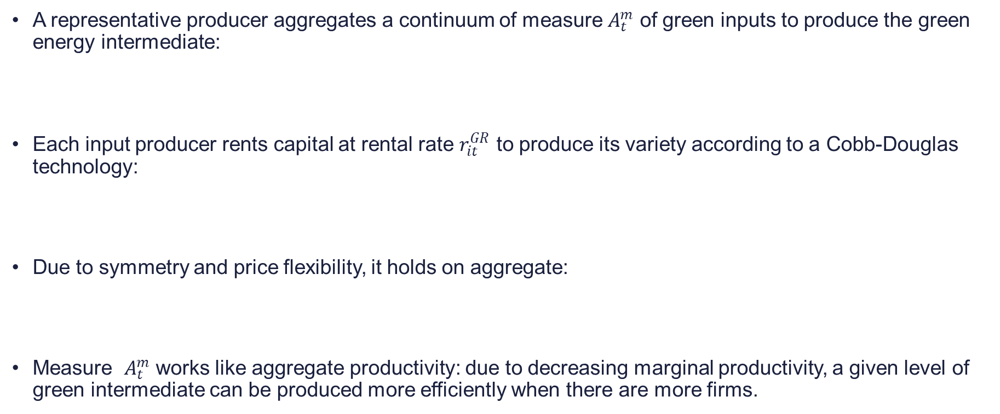 • A representative producer aggregates a continuum of measure $A_t^m$ of green inputs to produce the green
energy intermediate:
• Each input producer rents capital at rental rate $r_{it}^{GR}$ to produce its variety according to a Cobb-Douglas
technology:
• Due to symmetry and price flexibility, it holds on aggregate:
• Measure $A_t^m$ works like aggregate productivity: due to decreasing marginal productivity, a given level of
green intermediate can be produced more efficiently when there are more firms.